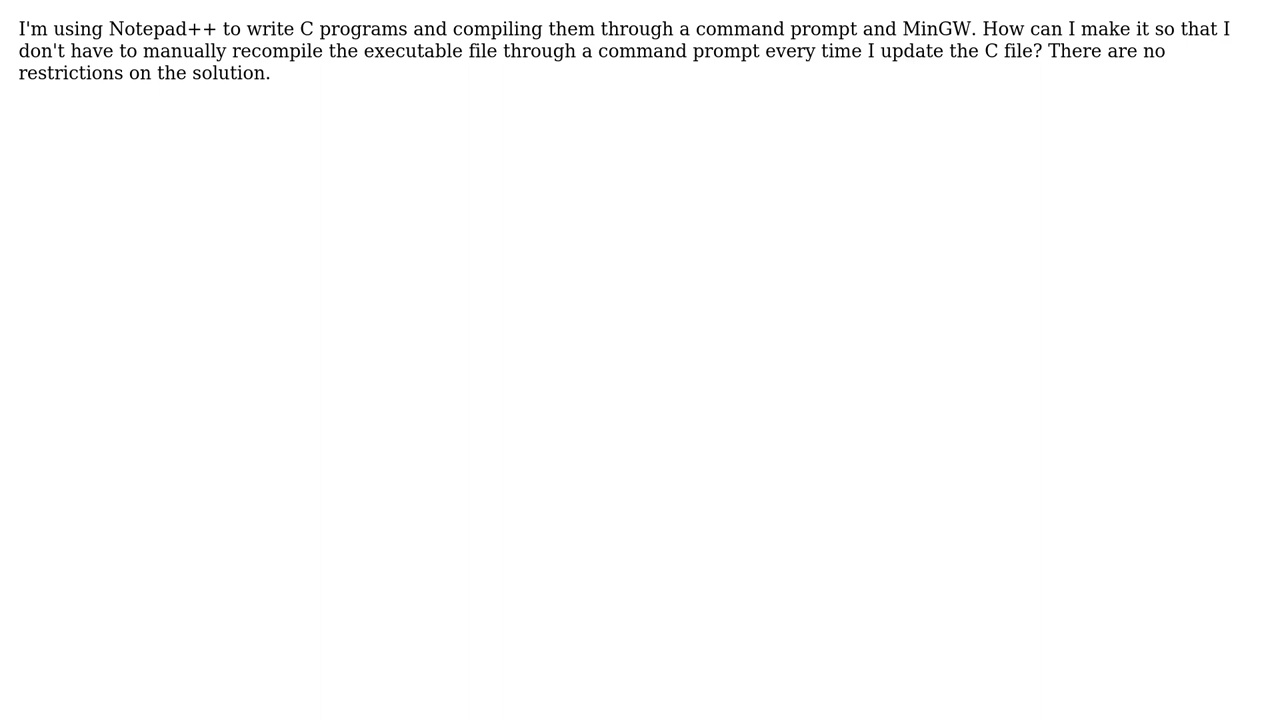 I'm using Notepad++ to write C programs and compiling them through a command prompt and MinGW. How can I make it so that I
don't have to manually recompile the executable file through a command prompt every time I update the C file? There are no
restrictions on the solution.